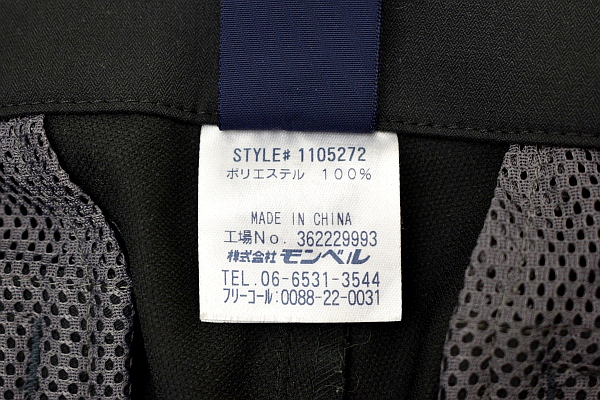 STYLE# 1105272
ポリエステル 100%
MADE IN CHINA
工場No. 362229993
株式会社 モンベル
TEL. 06-6531-3544
フリーコール:0088-22-0031